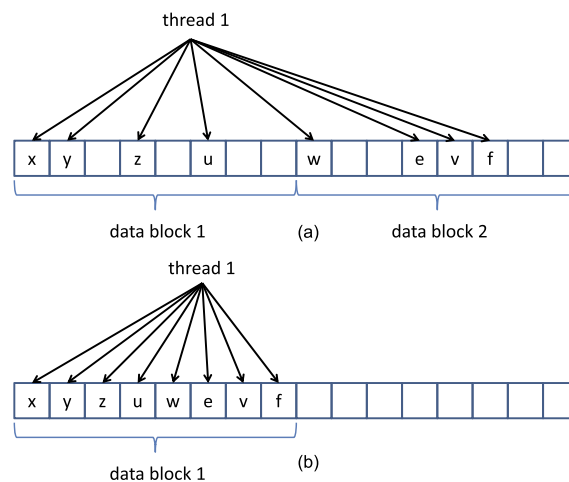 thread 1
x y z u w e v f
data block 1 (a) data block 2
thread 1
x y z u w e v f
data block 1 (b)